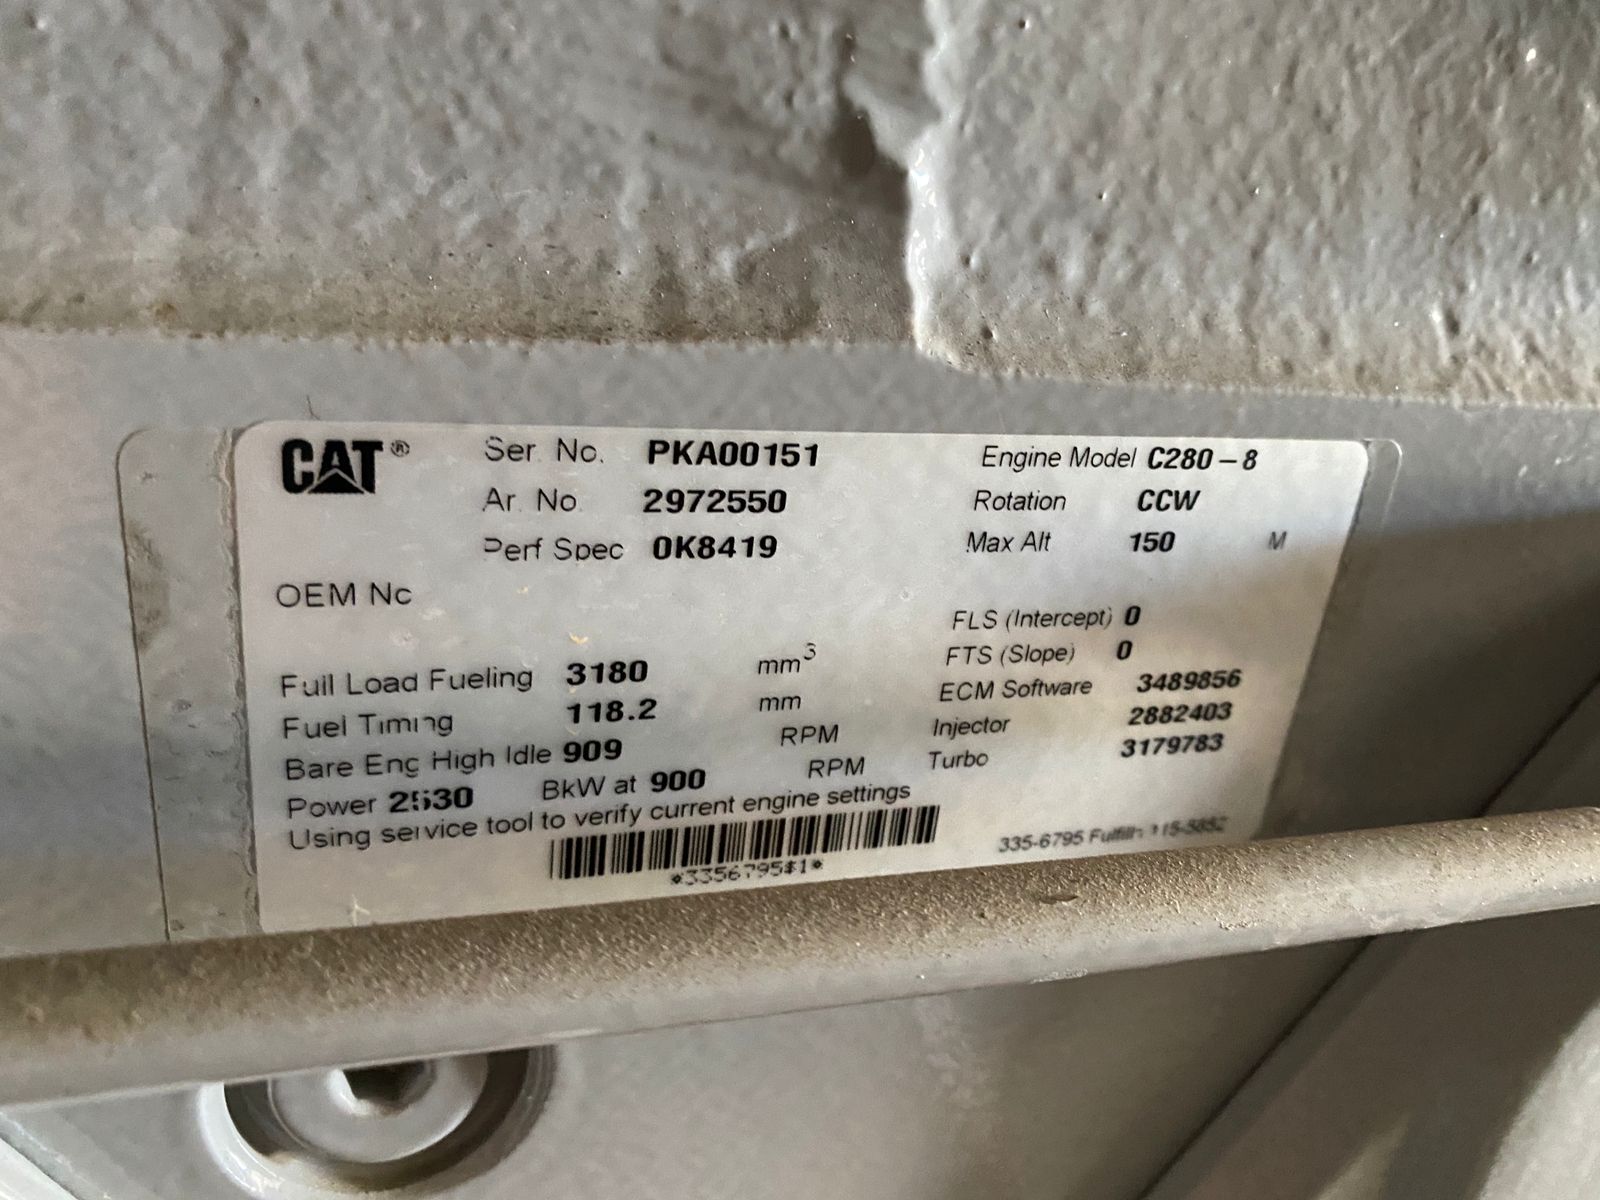 CAT® Ser. No. PKA00151 Engine Model C280-8
Ar. No. 2972550 Rotation CCW
Perf Spec 0K8419 Max Alt 150 M
OEM No
FLS (Intercept) 0
Full Load Fueling 3180 mm³ FTS (Slope) 0
Fuel Timing 118.2 mm ECM Software 3489856
Bare Eng High Idle 909 RPM Injector 2882403
Power 2530 BkW at 900 RPM Turbo 3179783
Using service tool to verify current engine settings
*3356795$1*
335-6795